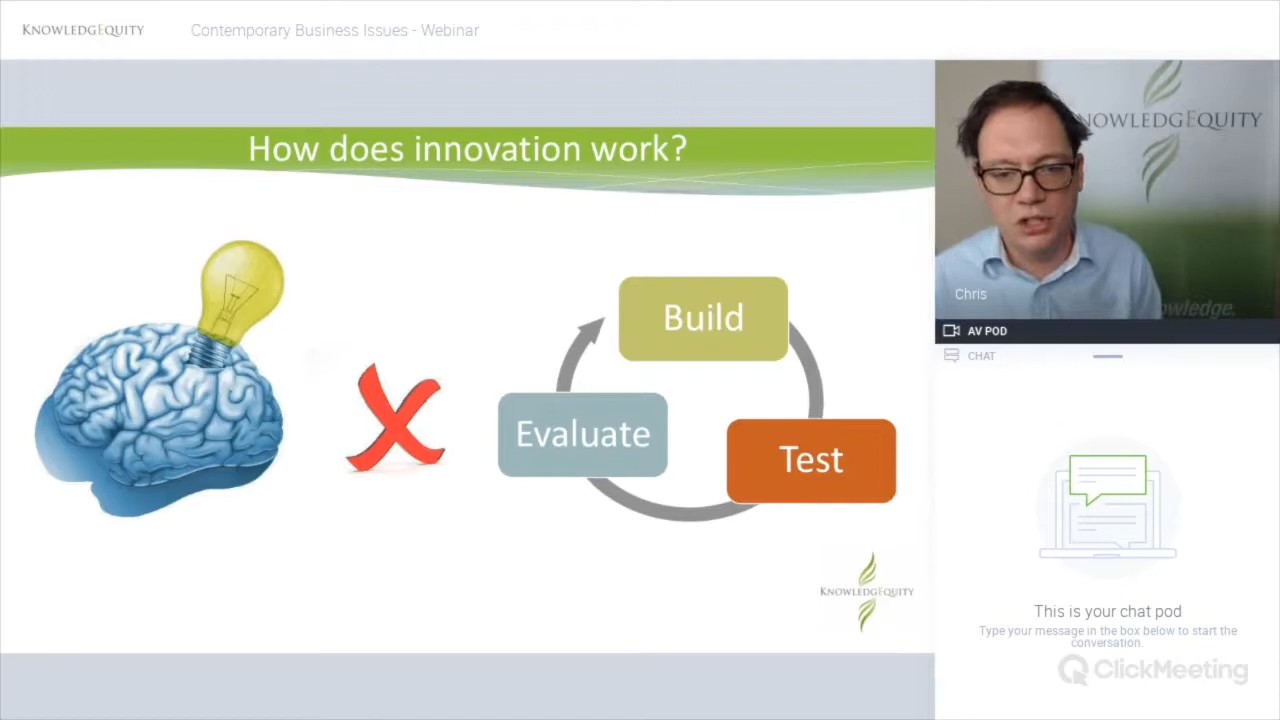 KNOWLEDGEQUITY
Contemporary Business Issues - Webinar
How does innovation work?
Build
Evaluate
Test
KNOWLEDGEQUITY
KNOWLEDGEQUITY
wledge.
Chris
AV POD
CHAT
This is your chat pod
Type your message in the box below to start the
conversation.
ClickMeeting